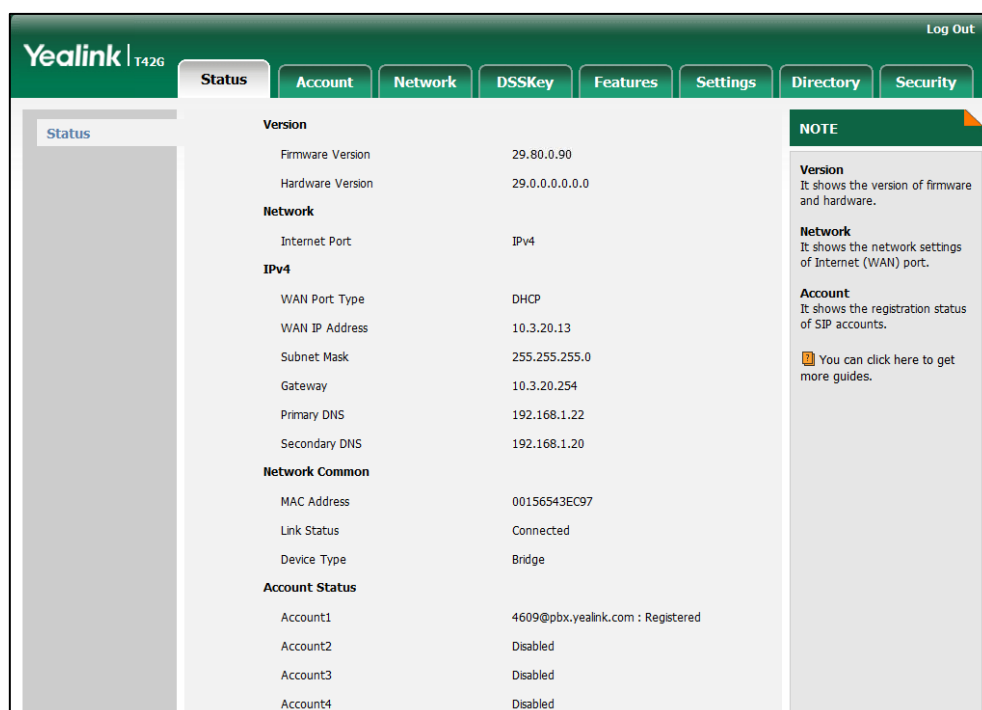 Log Out
Yealink | T42G
Status
Account
Network
DSSKey
Features
Settings
Directory
Security
Status
Version
Firmware Version 29.80.0.90
Hardware Version 29.0.0.0.0.0.0
Network
Internet Port IPv4
IPv4
WAN Port Type DHCP
WAN IP Address 10.3.20.13
Subnet Mask 255.255.255.0
Gateway 10.3.20.254
Primary DNS 192.168.1.22
Secondary DNS 192.168.1.20
Network Common
MAC Address 00156543EC97
Link Status Connected
Device Type Bridge
Account Status
Account1 4609@pbx.yealink.com : Registered
Account2 Disabled
Account3 Disabled
Account4 Disabled
NOTE
Version
It shows the version of firmware
and hardware.
Network
It shows the network settings
of Internet (WAN) port.
Account
It shows the registration status
of SIP accounts.
? You can click here to get
more guides.